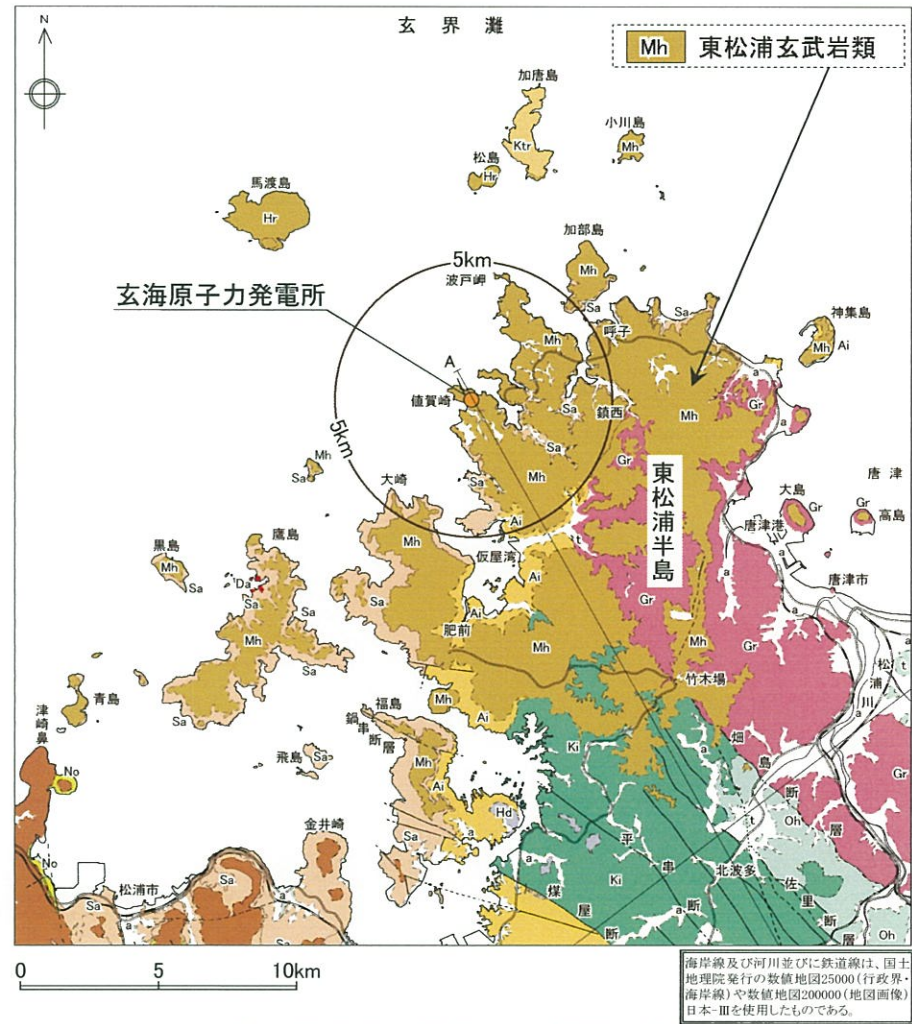 N
玄界灘
Mh 東松浦玄武岩類
加唐島
Ktr
小川島
Mh
松島
Hr
馬渡島
Hr
加部島
Mh
Sa
5km
波戸岬
玄海原子力発電所
呼子
Sa
神集島
Mh
Ai
Mh
A
値賀崎
Sa
鎮西
Mh
a
Gr
a
5km
Sa
Gr
Mh
Sa
Mh
Sa
大崎
Ai
t
東松浦半島
大島
Gr
唐津
Gr
高島
唐津港
a
a
唐津市
鷹島
Mh
仮屋湾
Ai
黒島
Mh
Sa
Da
Sa
Sa
Sa
Ai
Gr
a
肥前
Mh
Mh
Mh
Gr
a
松浦川
t
Sa
竹木場
青島
Sa
福島
Mh
Ai
鍋串断層
津崎鼻
飛島
Sa
Ki
a
畑島断層
Mh
Ai
No
Hd
Gr
a
t
Oh
金井崎
Sa
平串断層
北波多
No
a
Ki
佐里断層
松浦市
Sa
Sa
煤屋断層
a
a
a
Sa
Oh
0 5 10km
海岸線及び河川並びに鉄道線は、国土
地理院発行の数値地図25000(行政界・
海岸線)や数値地図200000(地図画像)
日本-Ⅲを使用したものである。